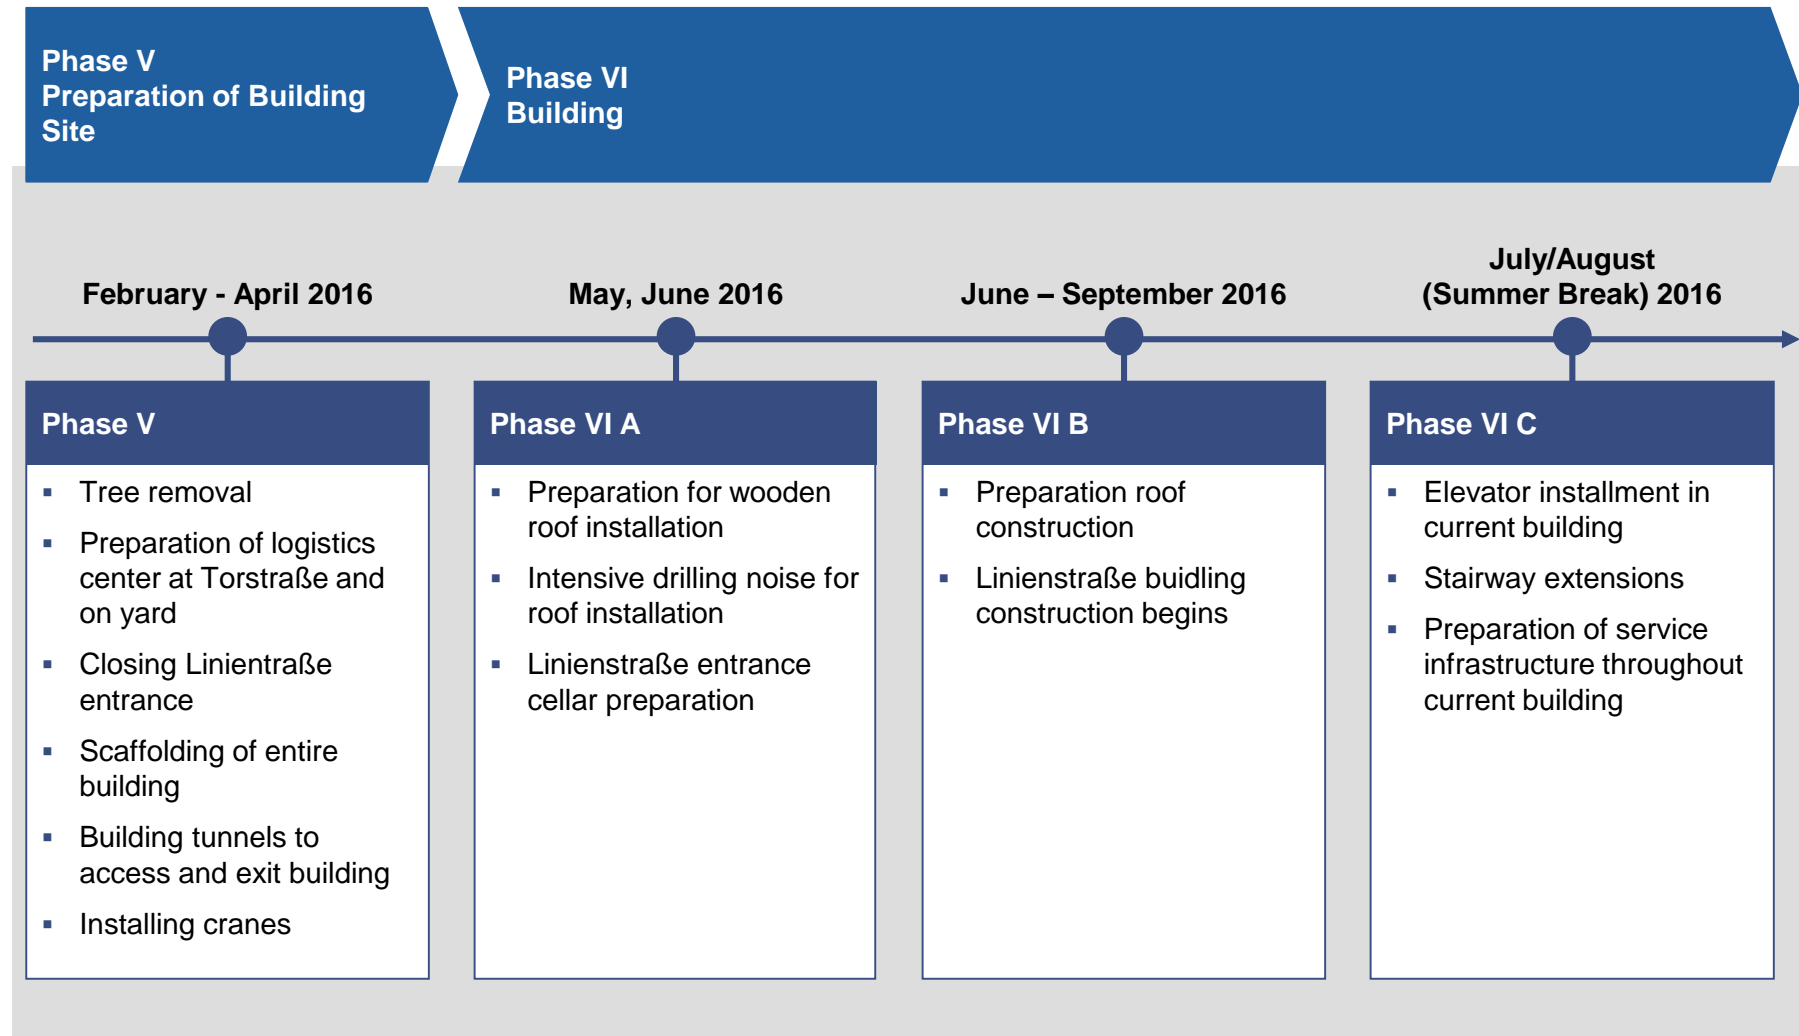 Phase V
Preparation of Building
Site
Phase VI
Building
February - April 2016
May, June 2016
June – September 2016
July/August
(Summer Break) 2016
Phase V
▪ Tree removal
▪ Preparation of logistics
center at Torstraße and
on yard
▪ Closing Linientraße
entrance
▪ Scaffolding of entire
building
▪ Building tunnels to
access and exit building
▪ Installing cranes
Phase VI A
▪ Preparation for wooden
roof installation
▪ Intensive drilling noise for
roof installation
▪ Linienstraße entrance
cellar preparation
Phase VI B
▪ Preparation roof
construction
▪ Linienstraße buidling
construction begins
Phase VI C
▪ Elevator installment in
current building
▪ Stairway extensions
▪ Preparation of service
infrastructure throughout
current building